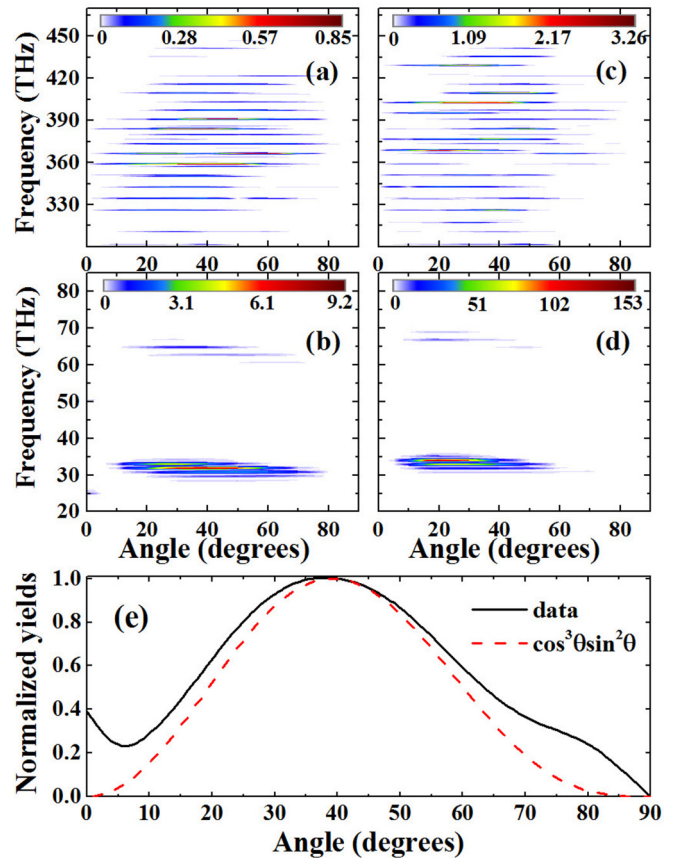 0 0.28 0.57 0.85
0 1.09 2.17 3.26
(a)
(c)
450
420
390
360
330
Frequency (THz)
0 20 40 60 80
0 20 40 60 80
0 3.1 6.1 9.2
0 51 102 153
(b)
(d)
80
70
60
50
40
30
20
Frequency (THz)
0 20 40 60 80
0 20 40 60 80
Angle (degrees)
Angle (degrees)
(e)
data
cos³θsin²θ
1.0
0.8
0.6
0.4
0.2
0.0
Normalized yields
0 10 20 30 40 50 60 70 80 90
Angle (degrees)